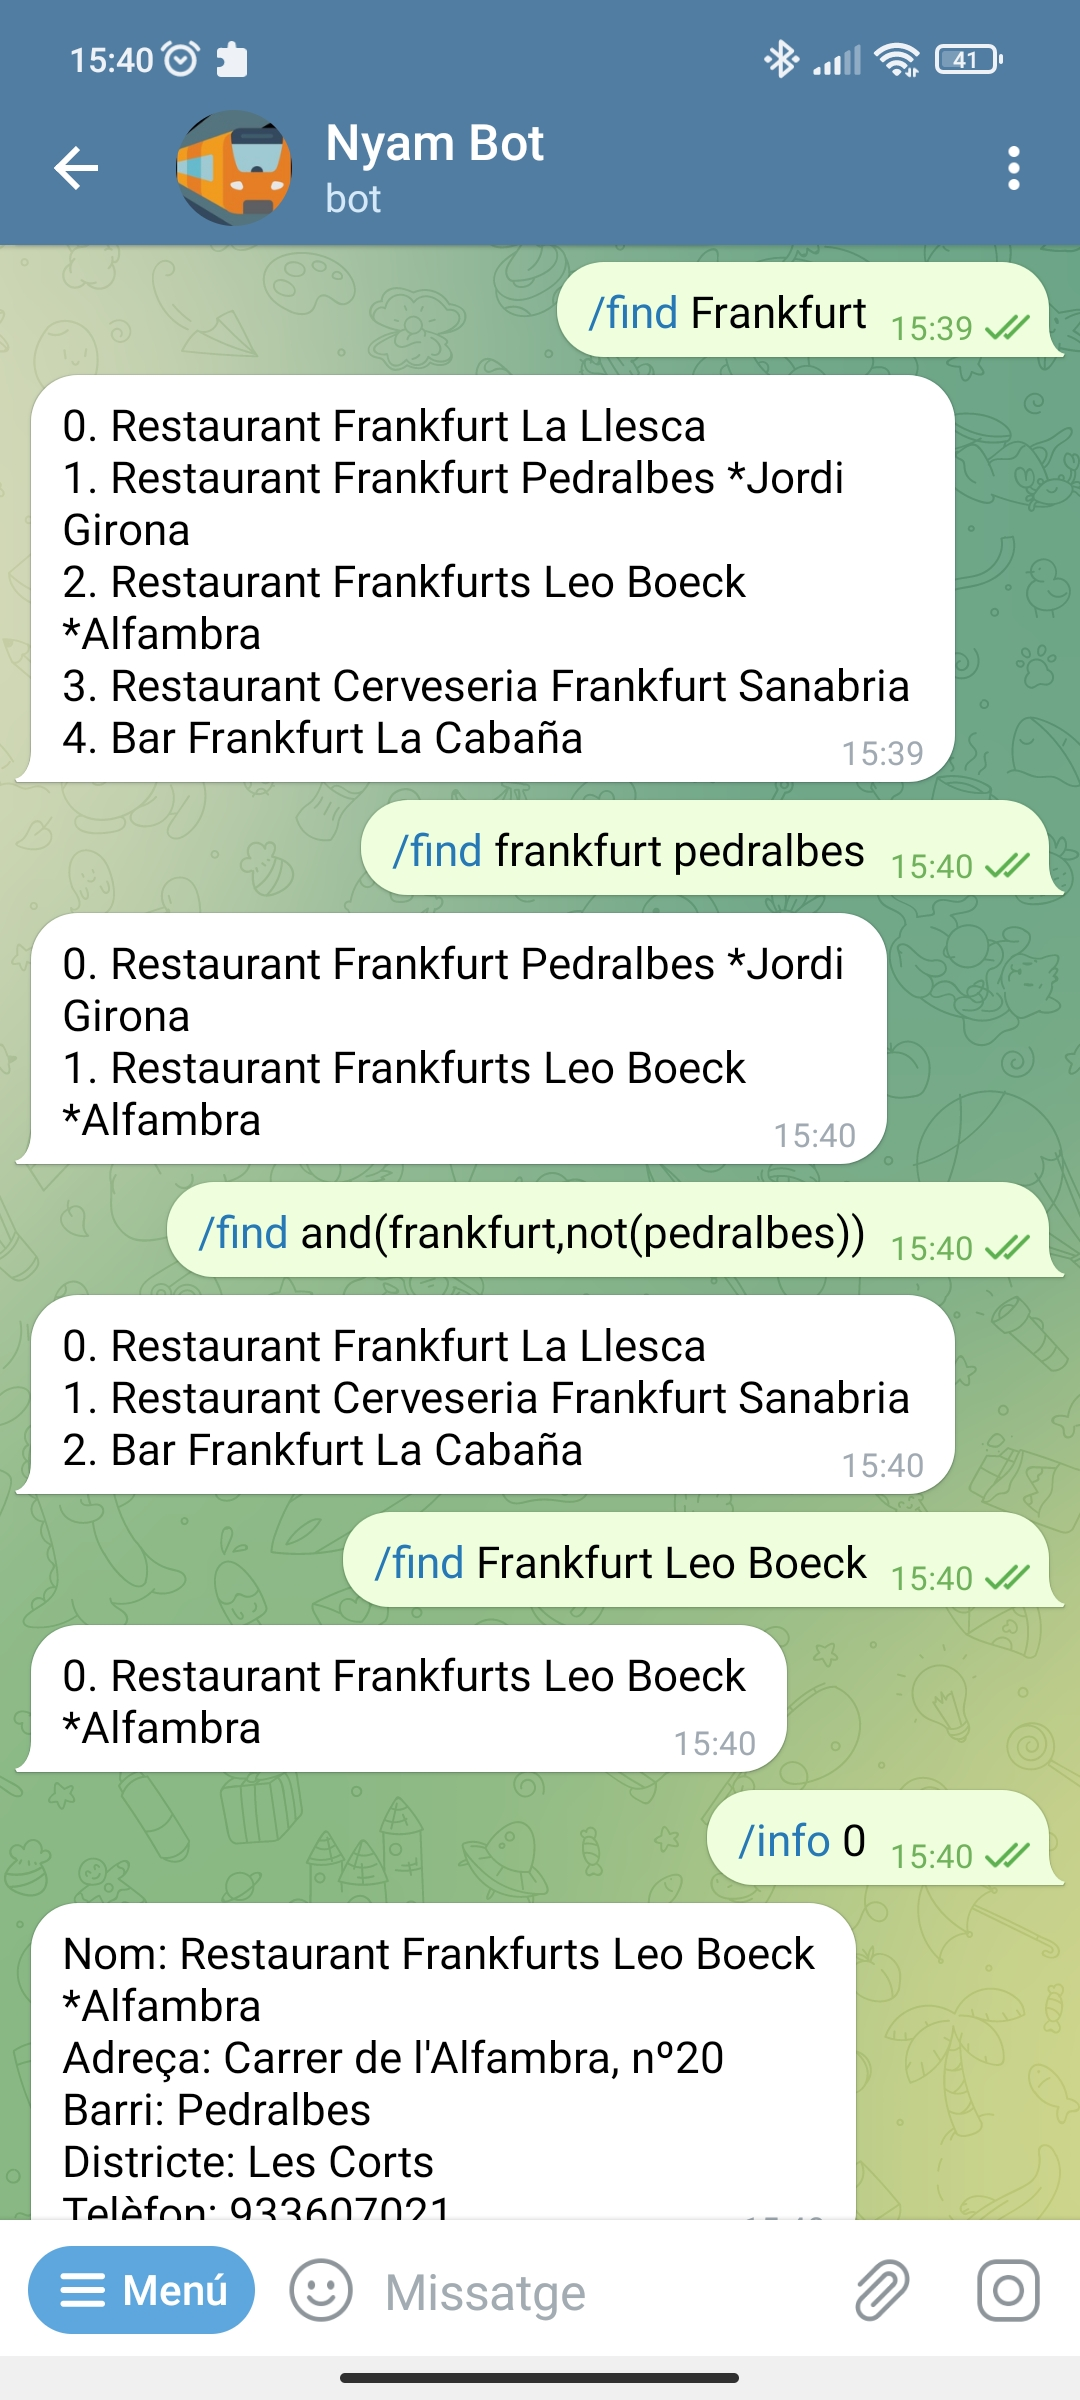 15:40
41
Nyam Bot
bot
/find Frankfurt 15:39
0. Restaurant Frankfurt La Llesca
1. Restaurant Frankfurt Pedralbes *Jordi
Girona
2. Restaurant Frankfurts Leo Boeck
*Alfambra
3. Restaurant Cerveseria Frankfurt Sanabria
4. Bar Frankfurt La Cabaña
15:39
/find frankfurt pedralbes 15:40
0. Restaurant Frankfurt Pedralbes *Jordi
Girona
1. Restaurant Frankfurts Leo Boeck
*Alfambra
15:40
/find and(frankfurt,not(pedralbes)) 15:40
0. Restaurant Frankfurt La Llesca
1. Restaurant Cerveseria Frankfurt Sanabria
2. Bar Frankfurt La Cabaña
15:40
/find Frankfurt Leo Boeck 15:40
0. Restaurant Frankfurts Leo Boeck
*Alfambra
15:40
/info 0 15:40
Nom: Restaurant Frankfurts Leo Boeck
*Alfambra
Adreça: Carrer de l'Alfambra, nº20
Barri: Pedralbes
Districte: Les Corts
Telèfon: 933607021
Menú
Missatge